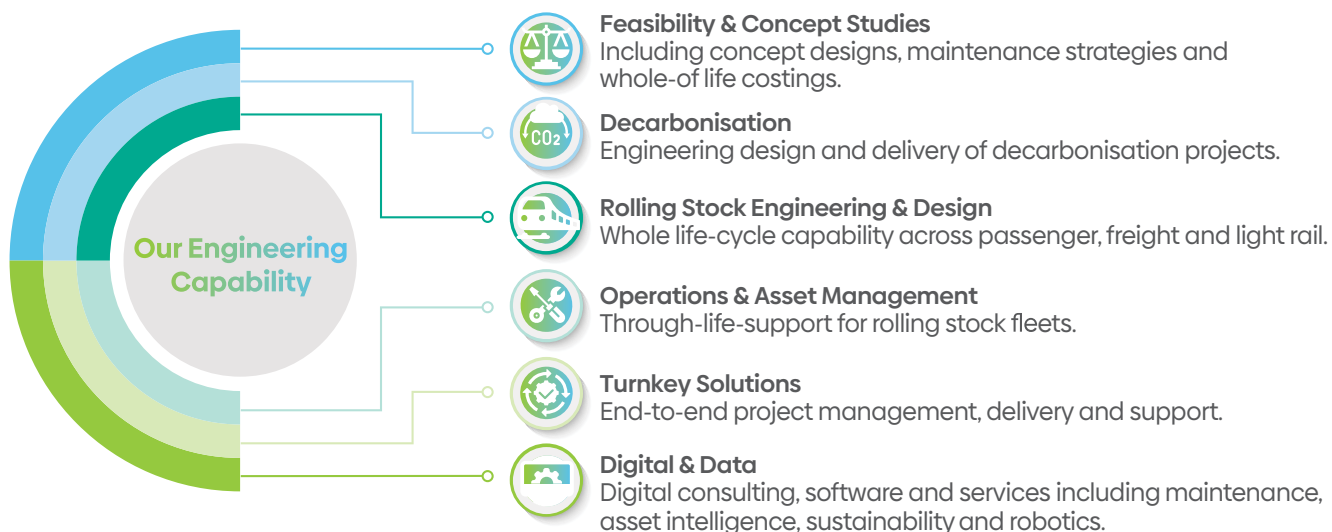 Our Engineering
Capability
Feasibility & Concept Studies
Including concept designs, maintenance strategies and
whole-of life costings.
CO₂
Decarbonisation
Engineering design and delivery of decarbonisation projects.
Rolling Stock Engineering & Design
Whole life-cycle capability across passenger, freight and light rail.
Operations & Asset Management
Through-life-support for rolling stock fleets.
Turnkey Solutions
End-to-end project management, delivery and support.
Digital & Data
Digital consulting, software and services including maintenance,
asset intelligence, sustainability and robotics.